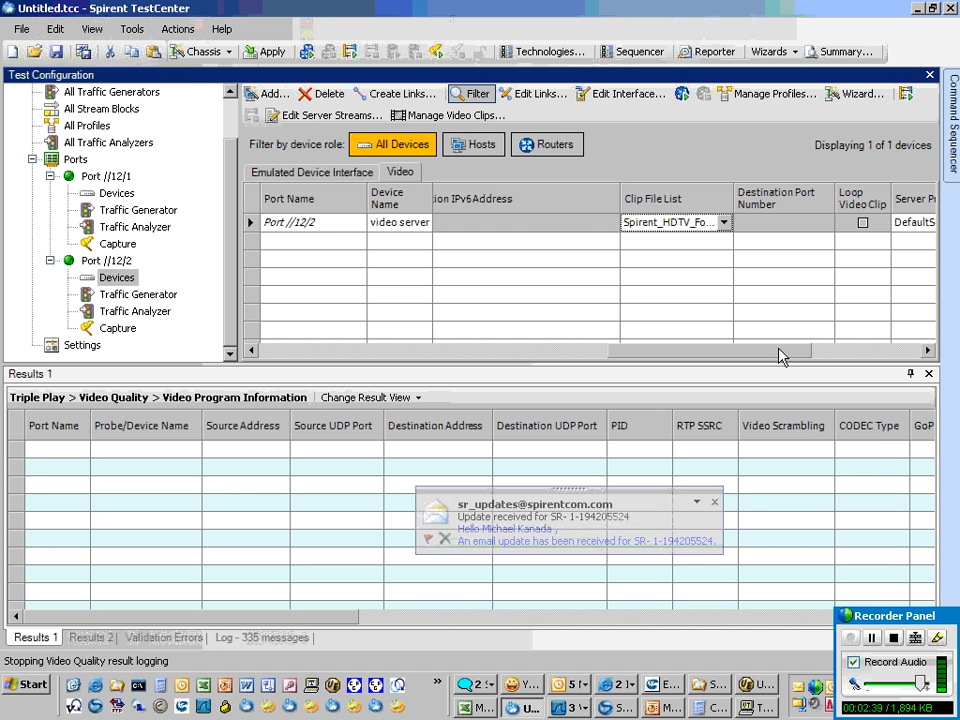 Untitled.tcc - Spirent TestCenter
File Edit View Tools Actions Help
Chassis Apply Technologies... Sequencer Reporter Wizards Summary...
Test Configuration
All Traffic Generators
All Stream Blocks
All Profiles
All Traffic Analyzers
Ports
Port //12/1
Devices
Traffic Generator
Traffic Analyzer
Capture
Port //12/2
Devices
Traffic Generator
Traffic Analyzer
Capture
Settings
Add... Delete Create Links... Filter Edit Links... Edit Interface... Manage Profiles... Wizard...
Edit Server Streams... Manage Video Clips...
Filter by device role: All Devices Hosts Routers Displaying 1 of 1 devices
Emulated Device Interface Video
Port Name Device Name tion IPv6Address Clip File List Destination Port Number Loop Video Clip Server Pr
Port //12/2 video server Spirent_HDTV_Fo... DefaultS
Command Sequencer
Results 1
Triple Play > Video Quality > Video Program Information Change Result View
Port Name Probe/Device Name Source Address Source UDP Port Destination Address Destination UDP Port PID RTP SSRC Video Scrambling CODEC Type GoP
sr_updates@spirentcom.com
Update received for SR- 1-194205524
Hello Michael Kanada ,
An email update has been received for SR- 1-194205524.
Results 1 Results 2 Validation Errors Log - 335 messages
Stopping Video Quality result logging
Recorder Panel
Record Audio
00:02:39 / 1,894 KB
Start